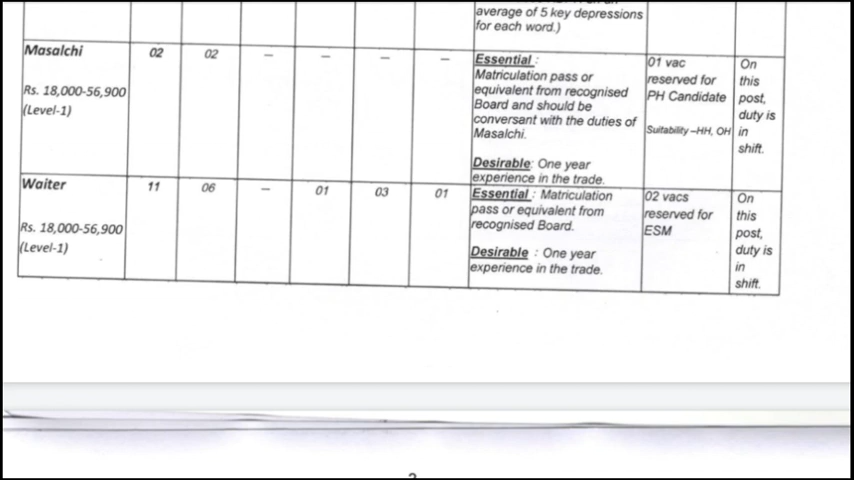 average of 5 key depressions
for each word.)
Masalchi
Rs. 18,000-56,900
(Level-1)
02
02
–
–
–
–
Essential :
Matriculation pass or
equivalent from recognised
Board and should be
conversant with the duties of
Masalchi.
Desirable: One year
experience in the trade.
01 vac
reserved for
PH Candidate
Suitability –HH, OH
On
this
post,
duty is
in
shift.
Waiter
Rs. 18,000-56,900
(Level-1)
11
06
–
01
03
01
Essential : Matriculation
pass or equivalent from
recognised Board.
Desirable : One year
experience in the trade.
02 vacs
reserved for
ESM
On
this
post,
duty is
in
shift.